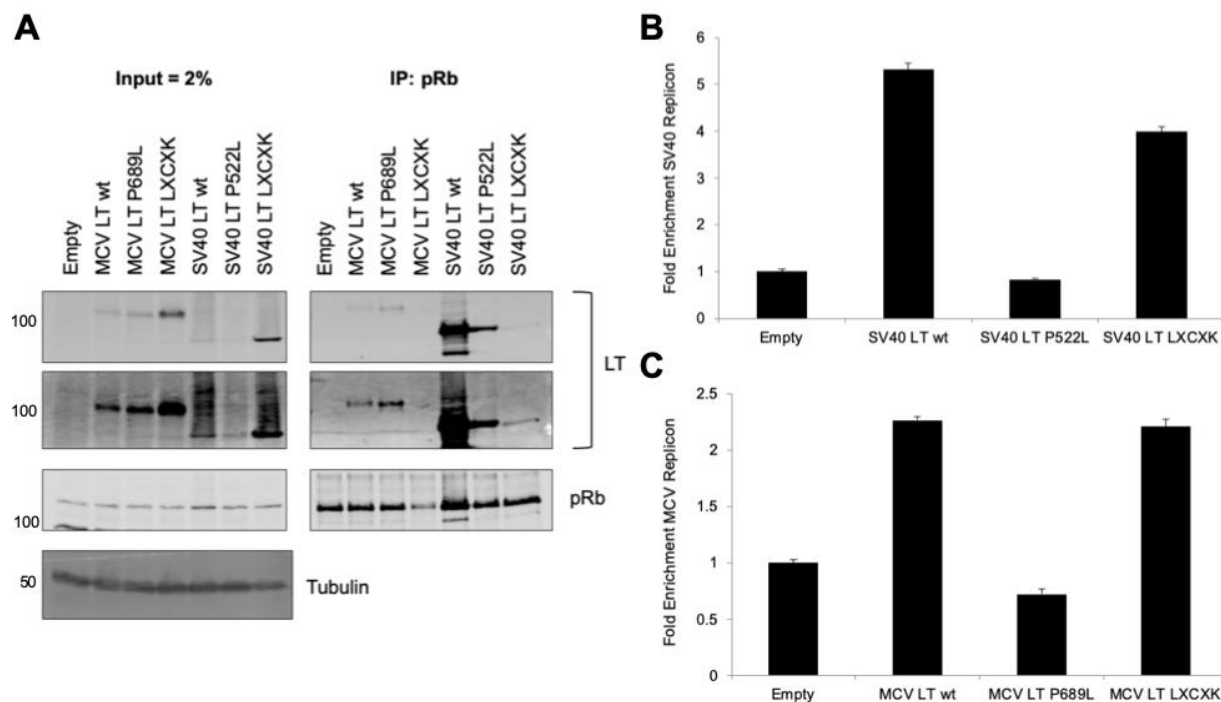 A
Input = 2%
IP: pRb
Empty
MCV LT wt
MCV LT P689L
MCV LT LXCXK
SV40 LT wt
SV40 LT P522L
SV40 LT LXCXK
Empty
MCV LT wt
MCV LT P689L
MCV LT LXCXK
SV40 LT wt
SV40 LT P522L
SV40 LT LXCXK
100
100
LT
100
pRb
50
Tubulin
B
Fold Enrichment SV40 Replicon
6
5
4
3
2
1
0
Empty
SV40 LT wt
SV40 LT P522L
SV40 LT LXCXK
C
Fold Enrichment MCV Replicon
2.5
2
1.5
1
0.5
0
Empty
MCV LT wt
MCV LT P689L
MCV LT LXCXK